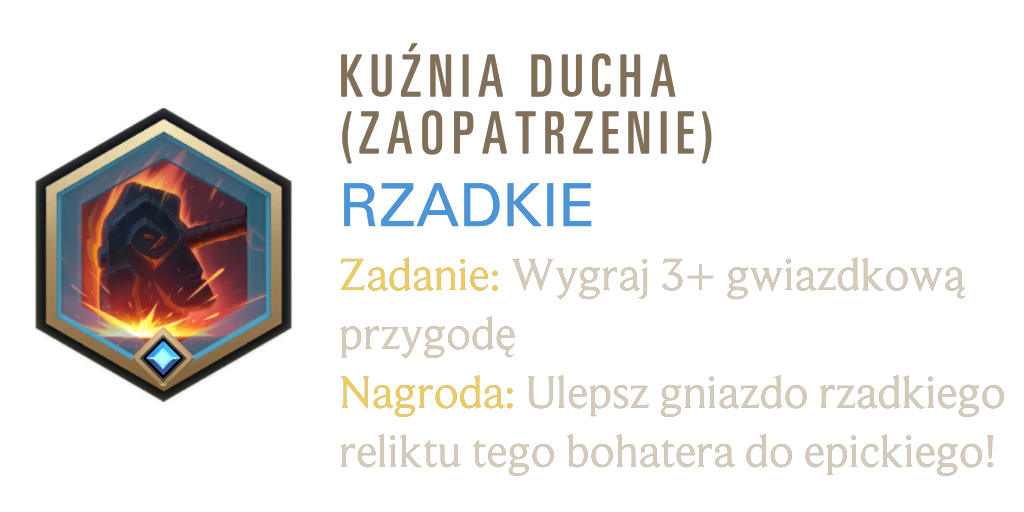 KUŹNIA DUCHA
(ZAOPATRZENIE)
RZADKIE
Zadanie: Wygraj 3+ gwiazdkową
przygodę
Nagroda: Ulepsz gniazdo rzadkiego
reliktu tego bohatera do epickiego!